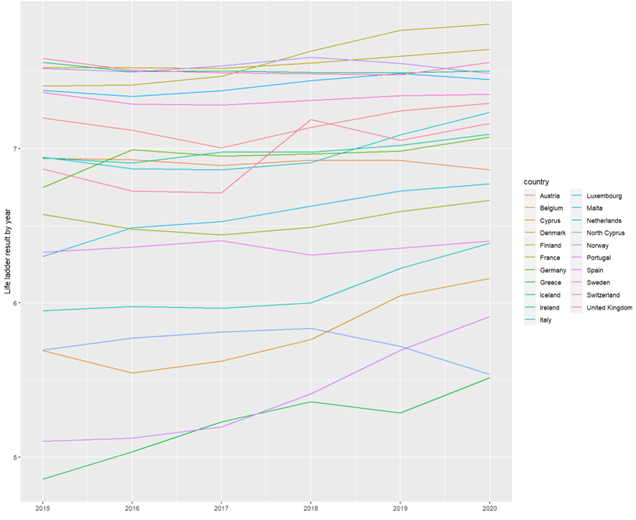 7
6
5
Life ladder result by year
2015 2016 2017 2018 2019 2020
country
Austria
Belgium
Cyprus
Denmark
Finland
France
Germany
Greece
Iceland
Ireland
Italy
Luxembourg
Malta
Netherlands
North Cyprus
Norway
Portugal
Spain
Sweden
Switzerland
United Kingdom